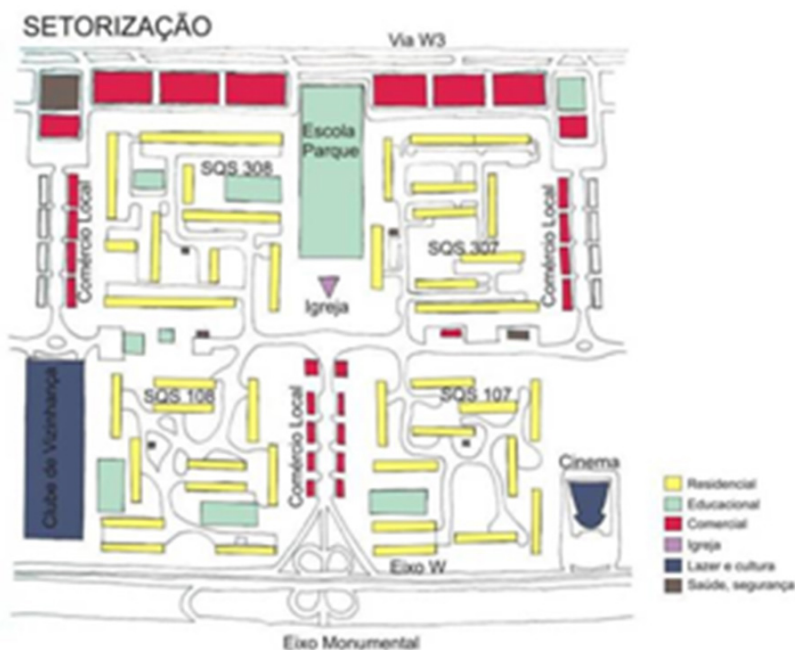 SETORIZAÇÃO
Via W3
Escola
Parque
SQS 308
SQS 307
Comércio Local
Comércio Local
Igreja
Clube de Vizinhança
SQS 108
Comércio Local
SQS 107
Cinema
Residencial
Educacional
Comercial
Igreja
Lazer e cultura
Saúde, segurança
Eixo W
Eixo Monumental